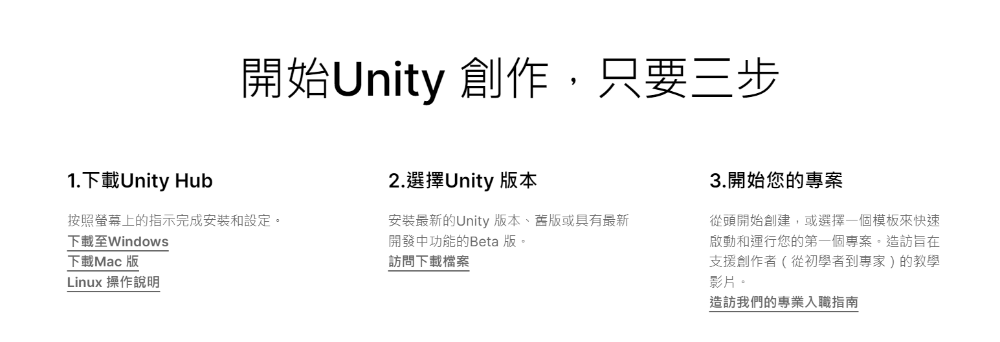 開始Unity 創作，只要三步
1.下載Unity Hub
按照螢幕上的指示完成安裝和設定。
下載至Windows
下載Mac 版
Linux 操作說明
2.選擇Unity 版本
安裝最新的Unity 版本、舊版或具有最新
開發中功能的Beta 版。
訪問下載檔案
3.開始您的專案
從頭開始創建，或選擇一個模板來快速
啟動和運行您的第一個專案。造訪旨在
支援創作者（從初學者到專家）的教學
影片。
造訪我們的專業入職指南